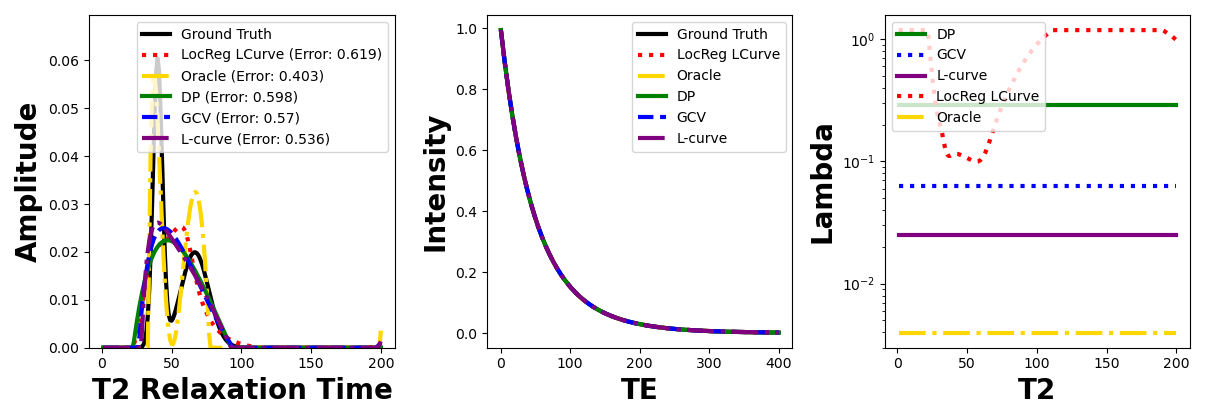 Amplitude
0.06
0.05
0.04
0.03
0.02
0.01
0.00
Ground Truth
LocReg LCurve (Error: 0.619)
Oracle (Error: 0.403)
DP (Error: 0.598)
GCV (Error: 0.57)
L-curve (Error: 0.536)
0 50 100 150 200
T2 Relaxation Time
Intensity
1.0
0.8
0.6
0.4
0.2
0.0
Ground Truth
LocReg LCurve
Oracle
DP
GCV
L-curve
0 100 200 300 400
TE
Lambda
10⁰
10⁻¹
10⁻²
DP
GCV
L-curve
LocReg LCurve
Oracle
0 50 100 150 200
T2